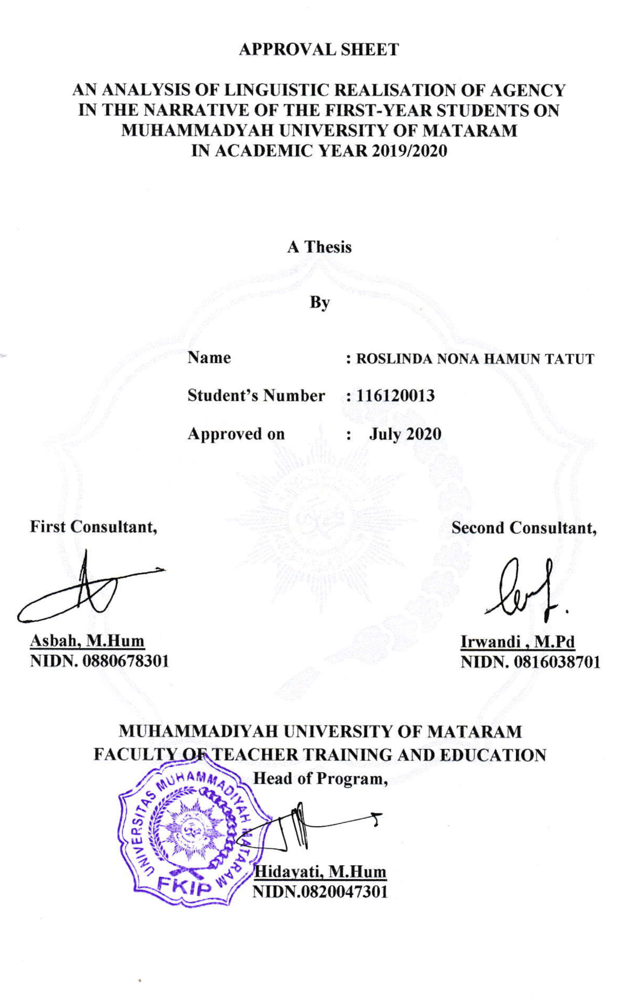 APPROVAL SHEET
AN ANALYSIS OF LINGUISTIC REALISATION OF AGENCY
IN THE NARRATIVE OF THE FIRST-YEAR STUDENTS ON
MUHAMMADYAH UNIVERSITY OF MATARAM
IN ACADEMIC YEAR 2019/2020
A Thesis
By
Name : ROSLINDA NONA HAMUN TATUT
Student's Number : 116120013
Approved on : July 2020
First Consultant,
Second Consultant,
Asbah, M.Hum
NIDN. 0880678301
Irwandi , M.Pd
NIDN. 0816038701
MUHAMMADIYAH UNIVERSITY OF MATARAM
FACULTY OF TEACHER TRAINING AND EDUCATION
Head of Program,
UNIVERSITAS MUHAMMADIYAH MATARAM
FKIP
Hidayati, M.Hum
NIDN.0820047301